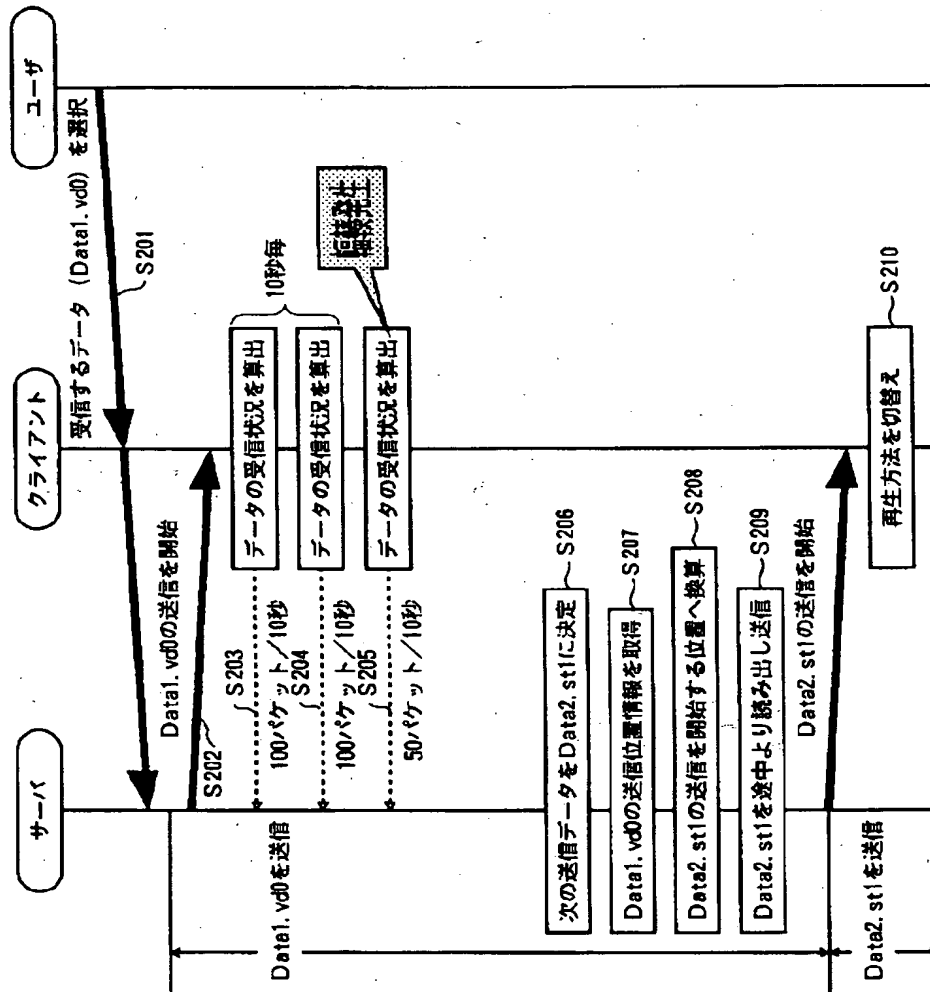 サーバ
クライアント
ユーザ
受信するデータ (Data1.vd0) を選択
S201
Data1.vd0の送信を開始
S202
データの受信状況を算出
10秒毎
S203
100パケット/10秒
データの受信状況を算出
S204
100パケット/10秒
データの受信状況を算出
S205
50パケット/10秒
Data1.vd0を送信
次の送信データをData2.st1に決定
S206
Data1.vd0の送信位置情報を取得
S207
Data2.st1の送信を開始する位置へ換算
S208
Data2.st1を途中より読み出し送信
S209
Data2.st1の送信を開始
再生方法を切替え
S210
Data2.st1を送信